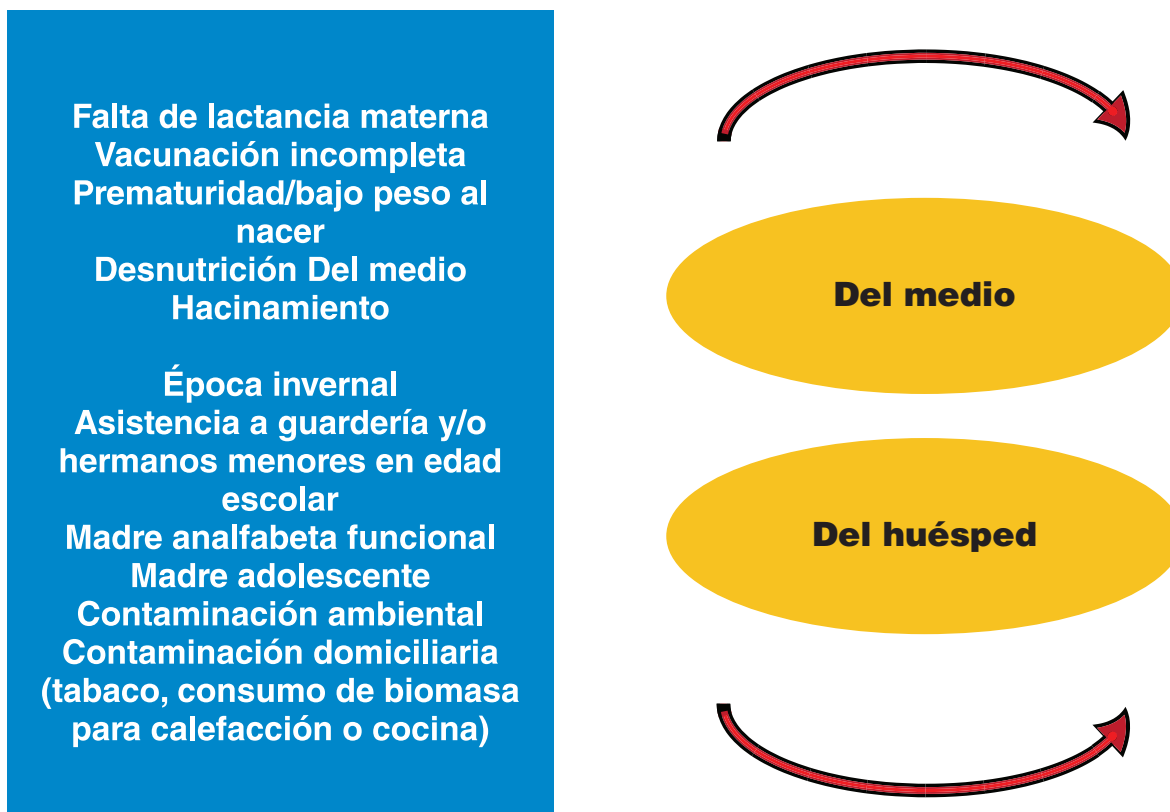 Falta de lactancia materna
Vacunación incompleta
Prematuridad/bajo peso al
nacer
Desnutrición Del medio
Hacinamiento
Época invernal
Asistencia a guardería y/o
hermanos menores en edad
escolar
Madre analfabeta funcional
Madre adolescente
Contaminación ambiental
Contaminación domiciliaria
(tabaco, consumo de biomasa
para calefacción o cocina)
Del medio
Del huésped